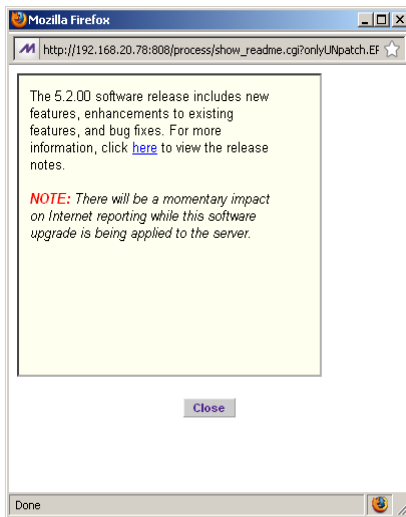 Mozilla Firefox
http://192.168.20.78:808/process/show_readme.cgi?onlyUNpatch.EF
The 5.2.00 software release includes new
features, enhancements to existing
features, and bug fixes. For more
information, click here to view the release
notes.
NOTE: There will be a momentary impact
on Internet reporting while this software
upgrade is being applied to the server.
Close
Done